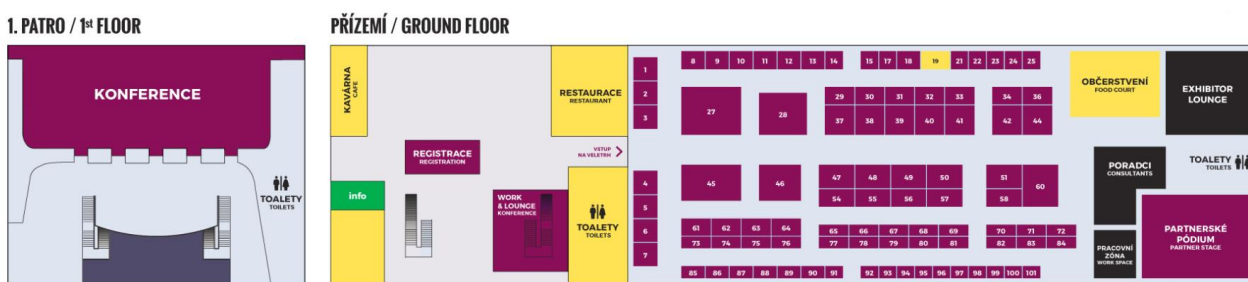 1. PATRO / 1st FLOOR
KONFERENCE
TOALETY
TOILETS
PŘÍZEMÍ / GROUND FLOOR
KAVÁRNA
CAFE
RESTAURACE
RESTAURANT
REGISTRACE
REGISTRATION
VSTUP
NA VELETRH
info
WORK
& LOUNGE
KONFERENCE
TOALETY
TOILETS
1
2
3
4
5
6
7
8 9 10 11 12 13 14 15 17 18 19 21 22 23 24 25
27 28
29 30 31 32 33 34 36
37 38 39 40 41 42 44
45 46
47 48 49 50 51
54 55 56 57 58 60
61 62 63 64 65 66 67 68 69 70 71 72
73 74 75 76 77 78 79 80 81 82 83 84
85 86 87 88 89 90 91 92 93 94 95 96 97 98 99 100 101
OBČERSTVENÍ
FOOD COURT
EXHIBITOR
LOUNGE
PORADCI
CONSULTANTS
TOALETY
TOILETS
PARTNERSKÉ
PÓDIUM
PARTNER STAGE
PRACOVNÍ
ZÓNA
WORK SPACE